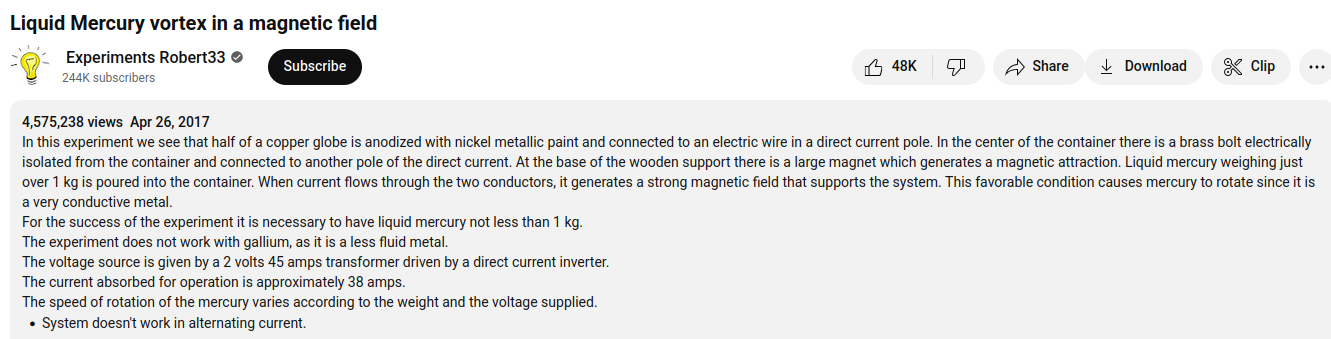 Liquid Mercury vortex in a magnetic field
Experiments Robert33
244K subscribers
Subscribe
48K
Share
Download
Clip
4,575,238 views Apr 26, 2017
In this experiment we see that half of a copper globe is anodized with nickel metallic paint and connected to an electric wire in a direct current pole. In the center of the container there is a brass bolt electrically
isolated from the container and connected to another pole of the direct current. At the base of the wooden support there is a large magnet which generates a magnetic attraction. Liquid mercury weighing just
over 1 kg is poured into the container. When current flows through the two conductors, it generates a strong magnetic field that supports the system. This favorable condition causes mercury to rotate since it is
a very conductive metal.
For the success of the experiment it is necessary to have liquid mercury not less than 1 kg.
The experiment does not work with gallium, as it is a less fluid metal.
The voltage source is given by a 2 volts 45 amps transformer driven by a direct current inverter.
The current absorbed for operation is approximately 38 amps.
The speed of rotation of the mercury varies according to the weight and the voltage supplied.
• System doesn't work in alternating current.